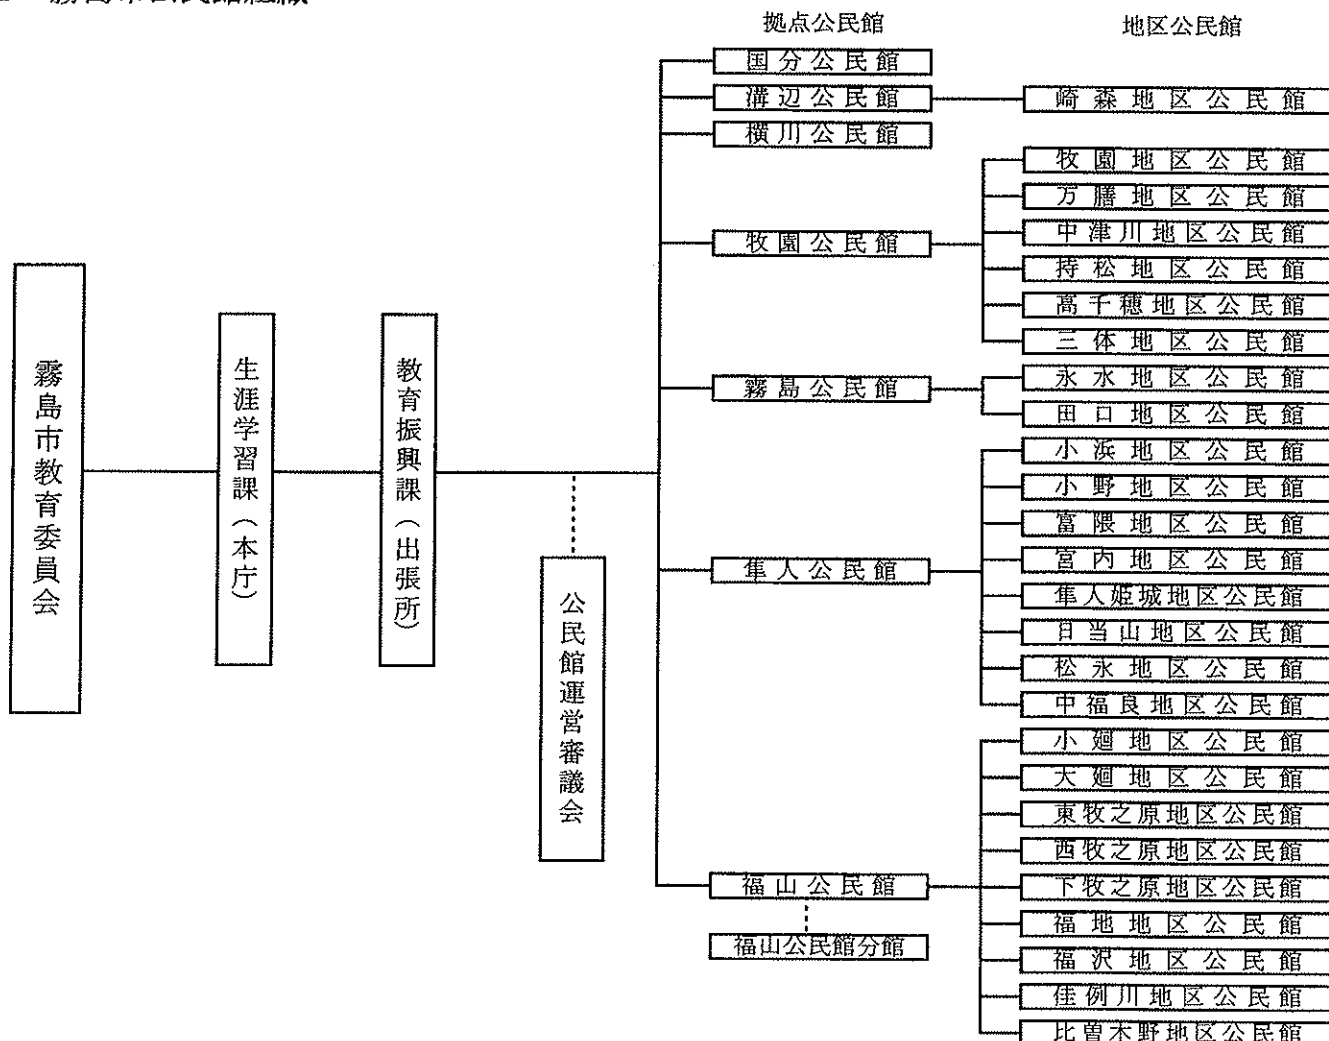 霧島市公民館組織
拠点公民館
地区公民館
霧島市教育委員会
生涯学習課（本庁）
教育振興課（出張所）
公民館運営審議会
国分公民館
溝辺公民館
横川公民館
牧園公民館
霧島公民館
隼人公民館
福山公民館
福山公民館分館
崎森地区公民館
牧園地区公民館
万膳地区公民館
中津川地区公民館
持松地区公民館
高千穂地区公民館
三体地区公民館
永水地区公民館
田口地区公民館
小浜地区公民館
小野地区公民館
富隈地区公民館
宮内地区公民館
隼人姫城地区公民館
日当山地区公民館
松永地区公民館
中福良地区公民館
小廻地区公民館
大廻地区公民館
東牧之原地区公民館
西牧之原地区公民館
下牧之原地区公民館
福地地区公民館
福沢地区公民館
佳例川地区公民館
比曽木野地区公民館